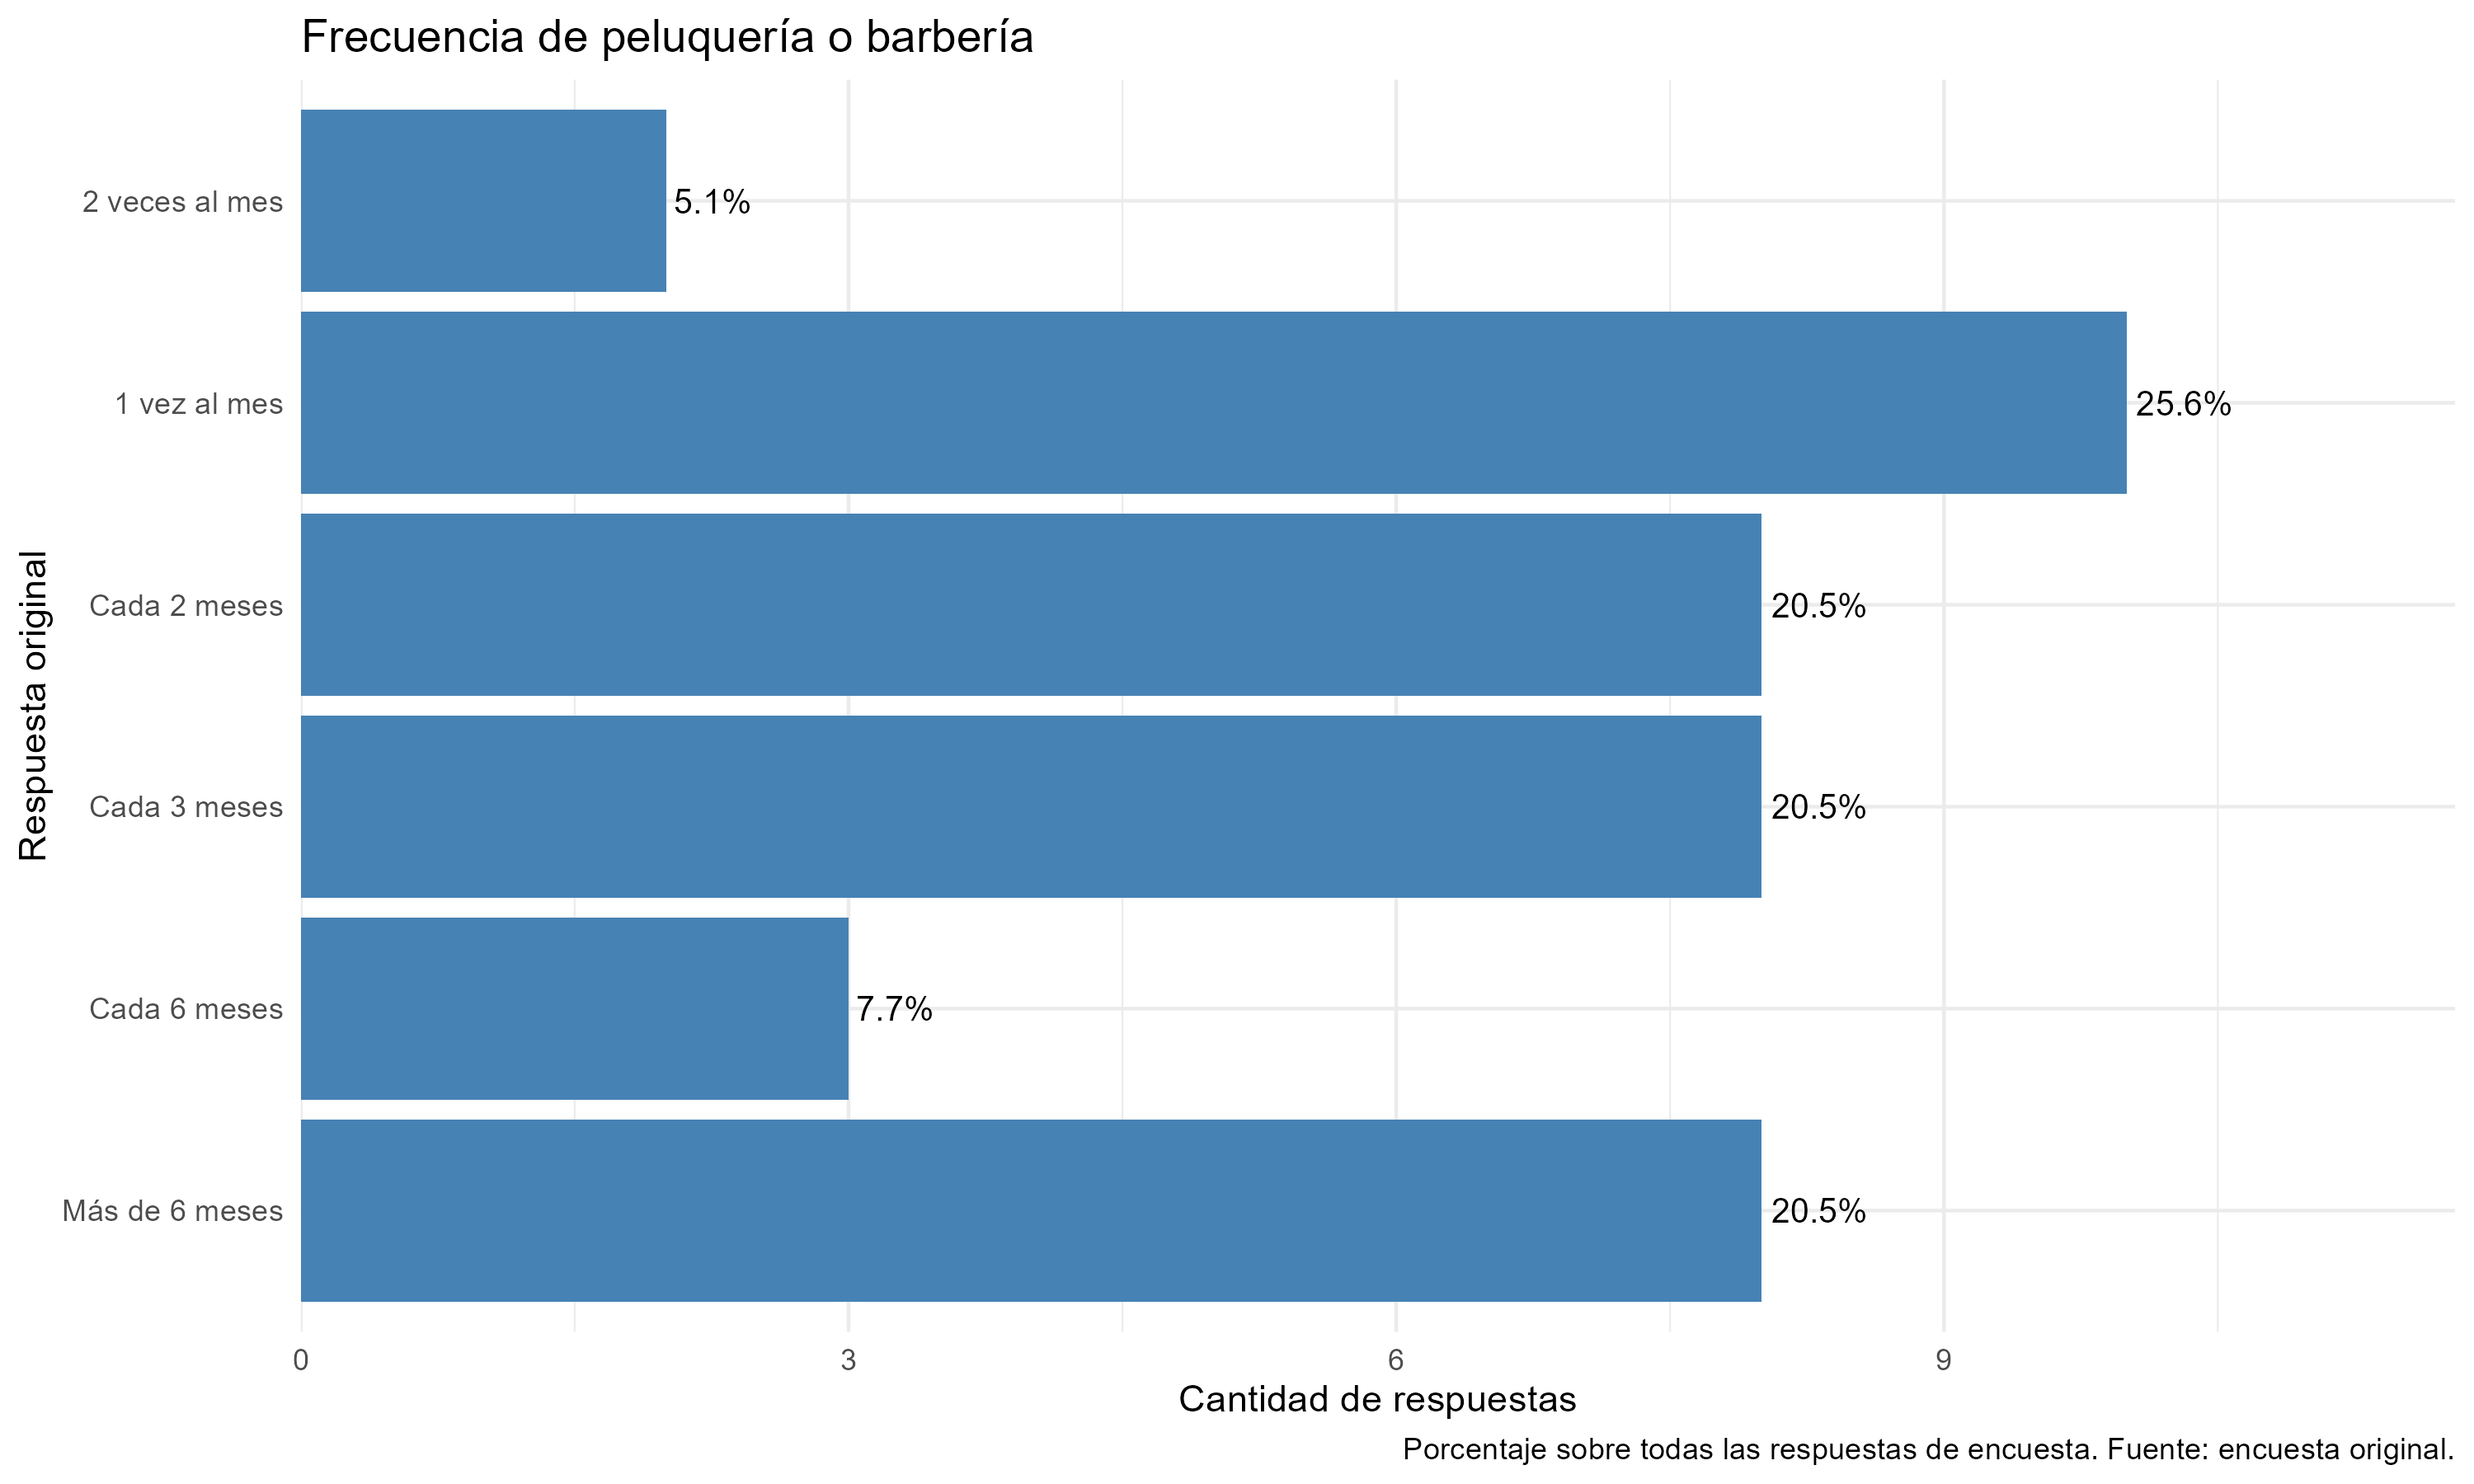 Frecuencia de peluquería o barbería
Respuesta original
2 veces al mes
5.1%
1 vez al mes
25.6%
Cada 2 meses
20.5%
Cada 3 meses
20.5%
Cada 6 meses
7.7%
Más de 6 meses
20.5%
0 3 6 9
Cantidad de respuestas
Porcentaje sobre todas las respuestas de encuesta. Fuente: encuesta original.